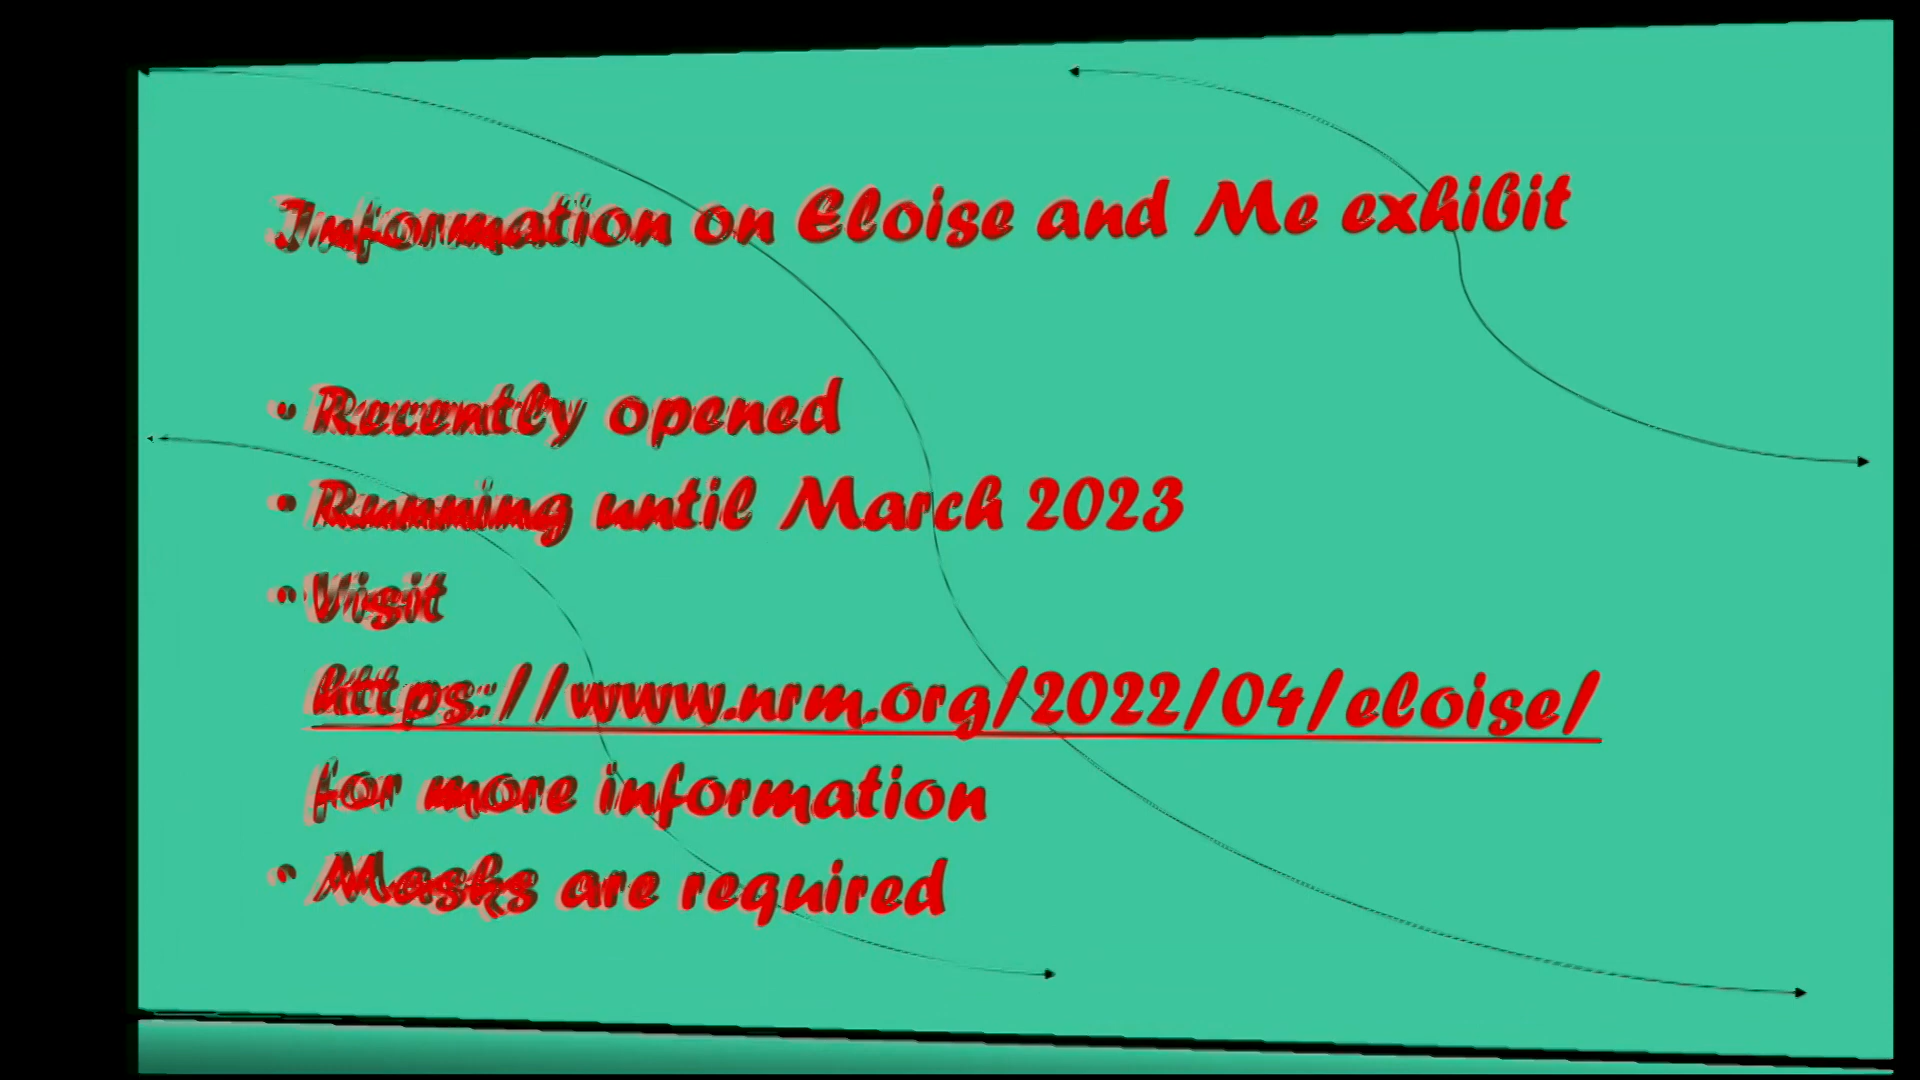 Information on Eloise and Me exhibit
• Recently opened
• Running until March 2023
• Visit
https://www.nrm.org/2022/04/eloise/
for more information
• Masks are required